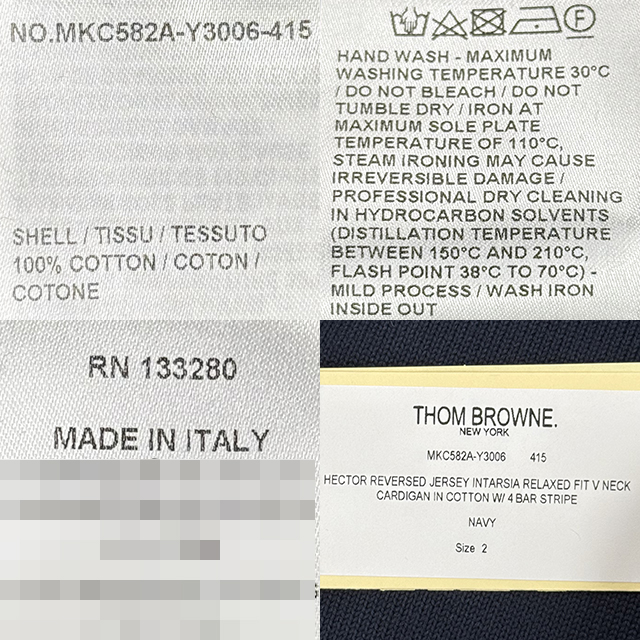 NO.MKC582A-Y3006-415
SHELL / TISSU / TESSUTO
100% COTTON / COTON /
COTONE
F
HAND WASH - MAXIMUM
WASHING TEMPERATURE 30°C
/ DO NOT BLEACH / DO NOT
TUMBLE DRY / IRON AT
MAXIMUM SOLE PLATE
TEMPERATURE OF 110°C,
STEAM IRONING MAY CAUSE
IRREVERSIBLE DAMAGE /
PROFESSIONAL DRY CLEANING
IN HYDROCARBON SOLVENTS
(DISTILLATION TEMPERATURE
BETWEEN 150°C AND 210°C,
FLASH POINT 38°C TO 70°C) -
MILD PROCESS / WASH IRON
INSIDE OUT
RN 133280
MADE IN ITALY
THOM BROWNE.
NEW YORK
MKC582A-Y3006 415
HECTOR REVERSED JERSEY INTARSIA RELAXED FIT V NECK
CARDIGAN IN COTTON W/ 4 BAR STRIPE
NAVY
Size 2